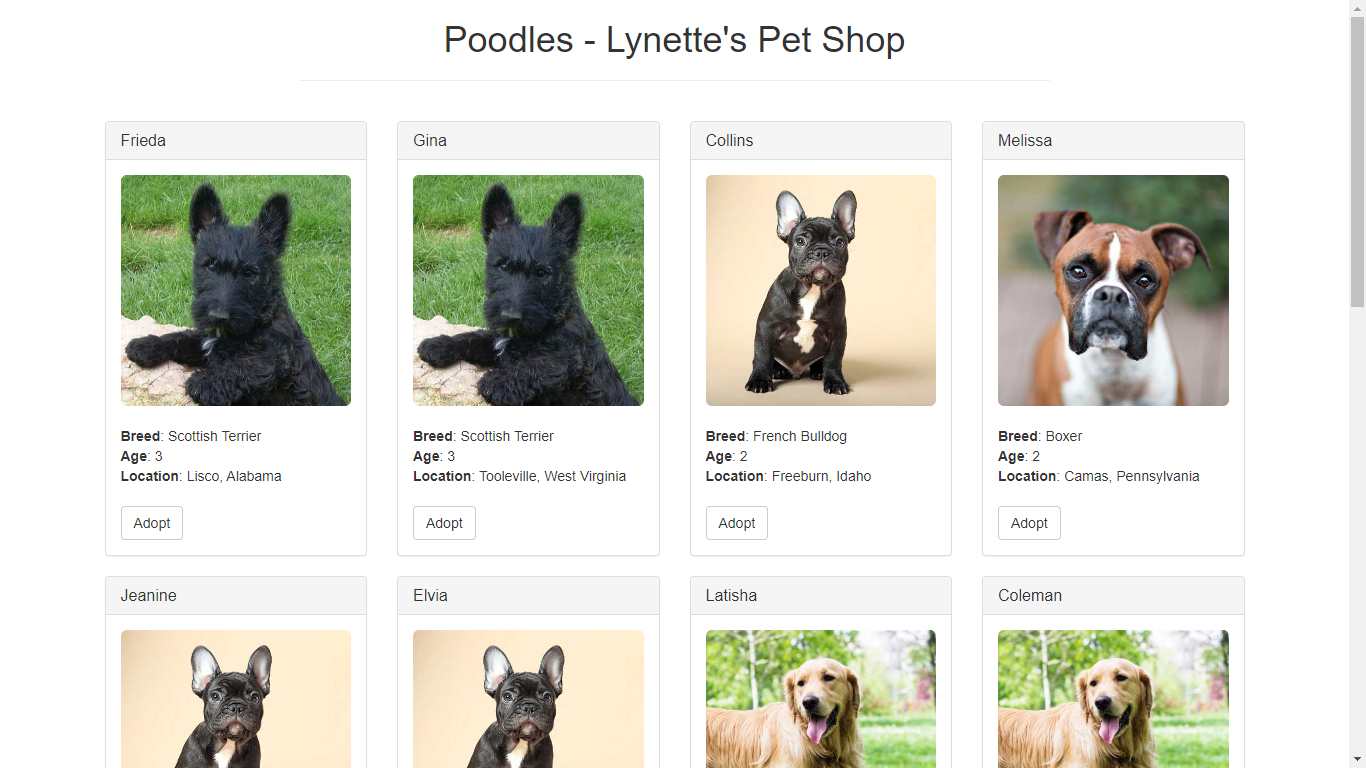 Poodles - Lynette's Pet Shop
Frieda
Breed: Scottish Terrier
Age: 3
Location: Lisco, Alabama
Adopt
Gina
Breed: Scottish Terrier
Age: 3
Location: Tooleville, West Virginia
Adopt
Collins
Breed: French Bulldog
Age: 2
Location: Freeburn, Idaho
Adopt
Melissa
Breed: Boxer
Age: 2
Location: Camas, Pennsylvania
Adopt
Jeanine
Elvia
Latisha
Coleman